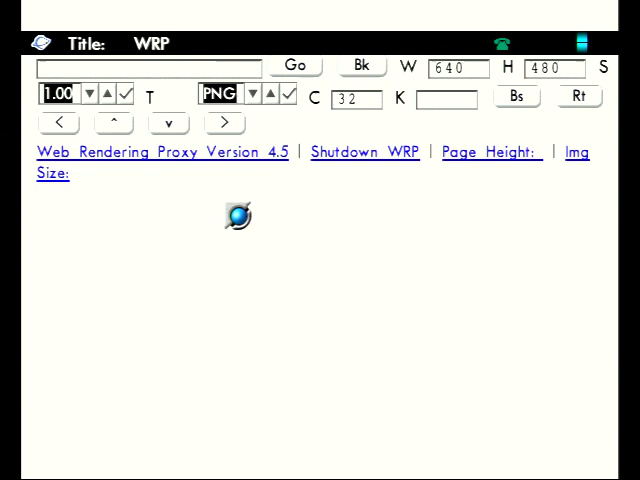 Title: WRP
Go Bk W 640 H 480 S
1.00 T PNG C 32 K Bs Rt
< ^ v >
Web Rendering Proxy Version 4.5 | Shutdown WRP | Page Height: | Img
Size: